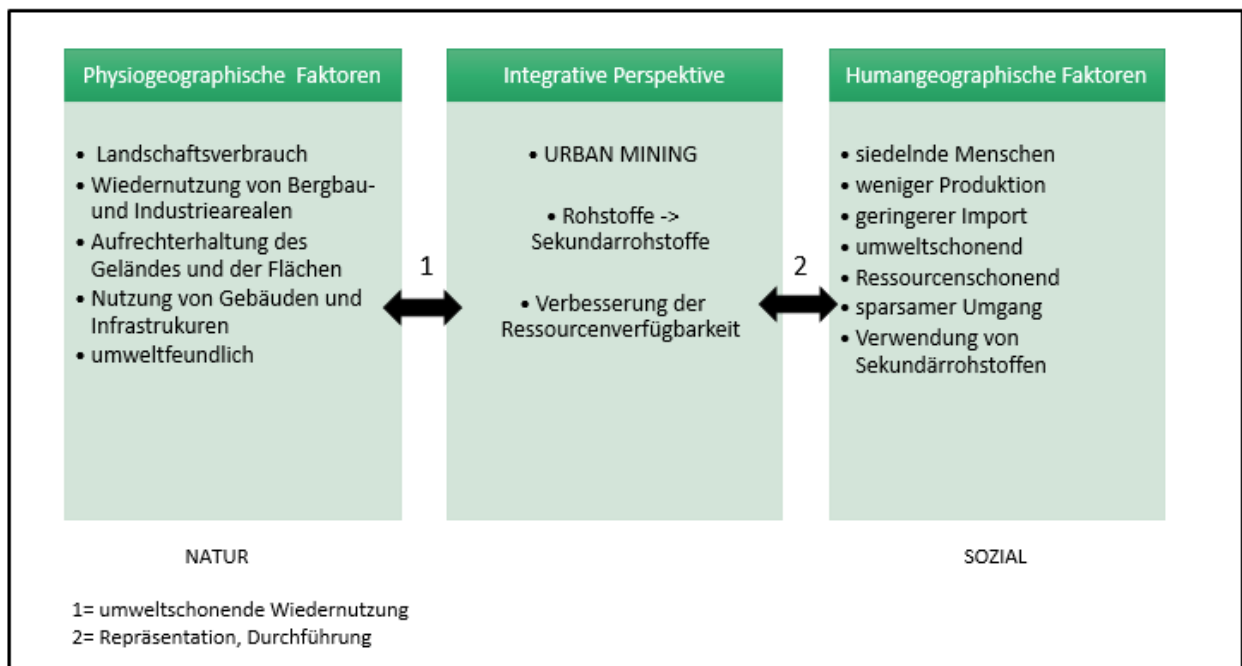 Physiogeographische Faktoren
• Landschaftsverbrauch
• Wiedernutzung von Bergbau-
und Industriearealen
• Aufrechterhaltung des
Geländes und der Flächen
• Nutzung von Gebäuden und
Infrastrukuren
• umweltfeundlich
1
Integrative Perspektive
• URBAN MINING
• Rohstoffe ->
Sekundarrohstoffe
• Verbesserung der
Ressourcenverfügbarkeit
2
Humangeographische Faktoren
• siedelnde Menschen
• weniger Produktion
• geringerer Import
• umweltschonend
• Ressourcenschonend
• sparsamer Umgang
• Verwendung von
Sekundärrohstoffen
NATUR
SOZIAL
1= umweltschonende Wiedernutzung
2= Repräsentation, Durchführung